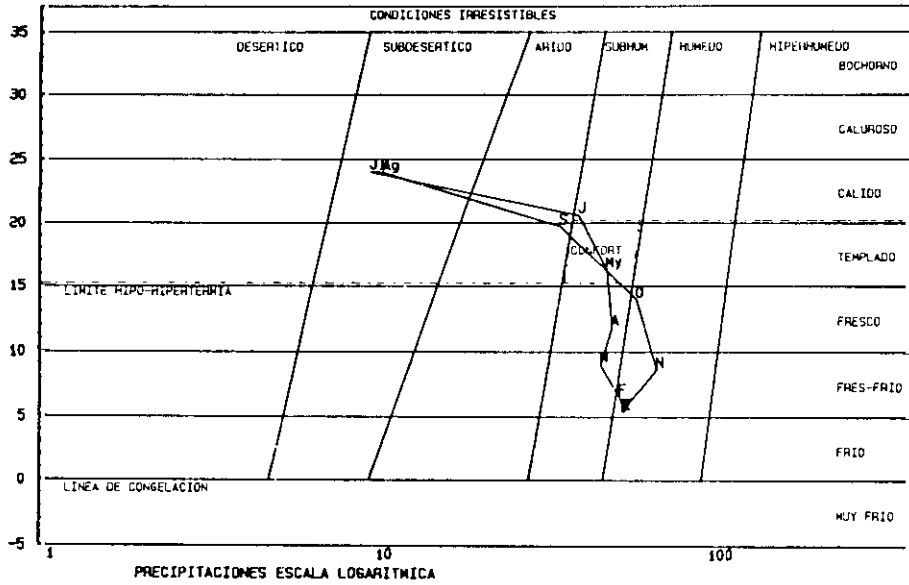 CONDICIONES IRRESISTIBLES
35
DESERTICO SUBDESERTICO ARIDO SUBHUM HUMEDO HIPERHUMEDO
BOCHORNO
30
CALUROSO
25
JAg
CALIDO
20
S J
CONFORT
TEMPLADO
My
15
LIMITE HIPO-HIPERTERMIA
O
FRESCO
A
10
M N
FRES-FRIO
F
5
FRIO
0
LINEA DE CONGELACION
MUY FRIO
-5
1 10 100
PRECIPITACIONES ESCALA LOGARITMICA